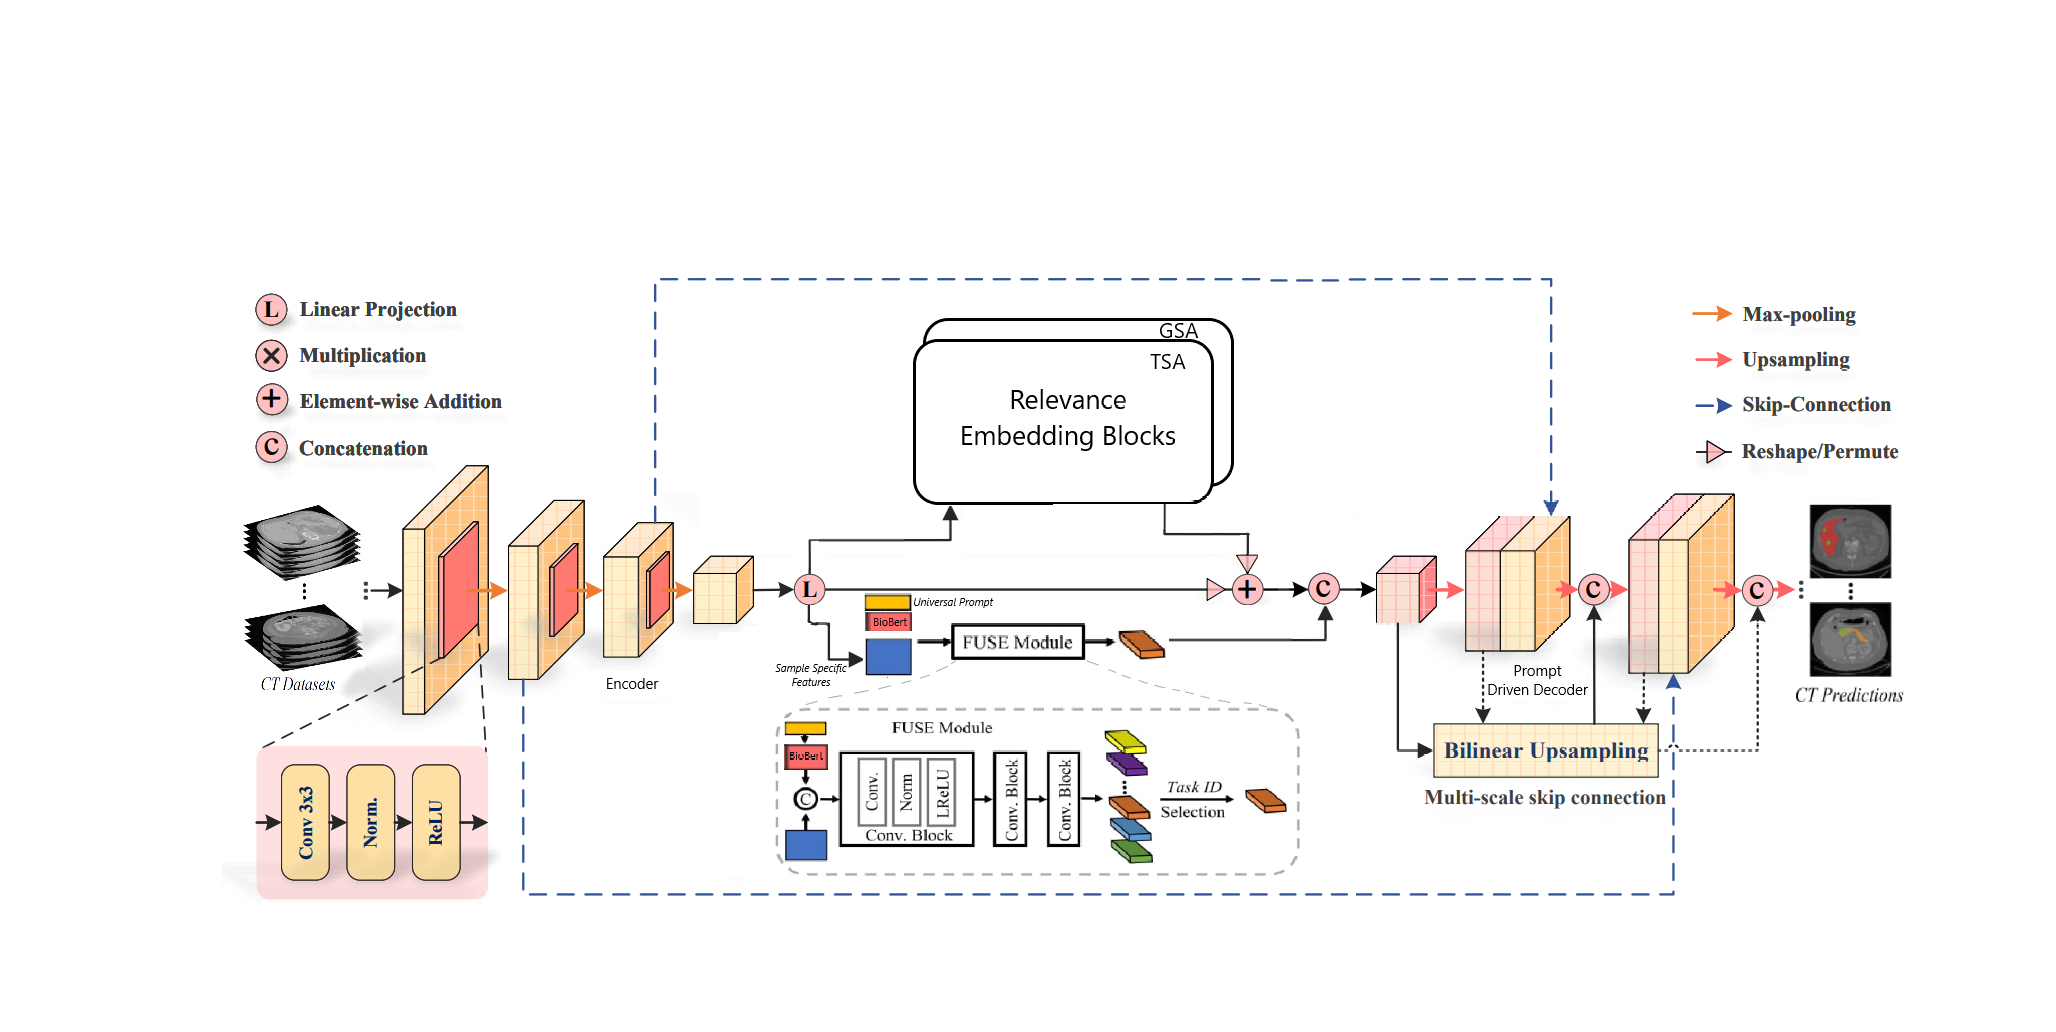 L Linear Projection
Multiplication
Element-wise Addition
C Concatenation
GSA
TSA
Relevance
Embedding Blocks
Max-pooling
Upsampling
Skip-Connection
Reshape/Permute
CT Datasets
Encoder
L
Universal Prompt
BioBert
Sample Specific
Features
FUSE Module
C
C
C
Prompt
Driven Decoder
CT Predictions
Bilinear Upsampling
Multi-scale skip connection
Conv 3x3
Norm.
ReLU
FUSE Module
BioBert
C
Conv.
Norm
LReLU
Conv. Block
Conv. Block
Conv. Block
Task ID
Selection